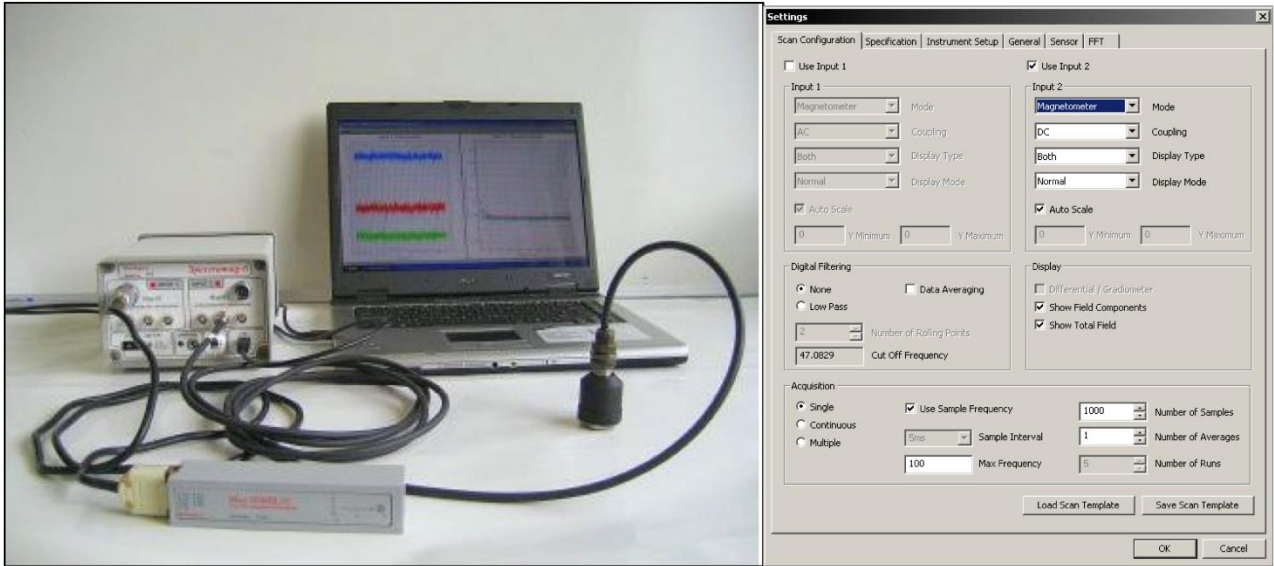 Settings
Scan Configuration Specification Instrument Setup General Sensor FFT
Use Input 1 Use Input 2
Input 1 Input 2
Magnetometer Mode Magnetometer Mode
AC Coupling DC Coupling
Both Display Type Both Display Type
Normal Display Mode Normal Display Mode
Auto Scale Auto Scale
0 Y Minimum 0 Y Maximum 0 Y Minimum 0 Y Maximum
Digital Filtering Display
None Data Averaging Differential / Gradiometer
Low Pass Show Field Components
2 Number of Rolling Points Show Total Field
47.0829 Cut Off Frequency
Acquisition
Single Use Sample Frequency 1000 Number of Samples
Continuous
5ms Sample Interval 1 Number of Averages
Multiple
100 Max Frequency 5 Number of Runs
Load Scan Template Save Scan Template
OK Cancel